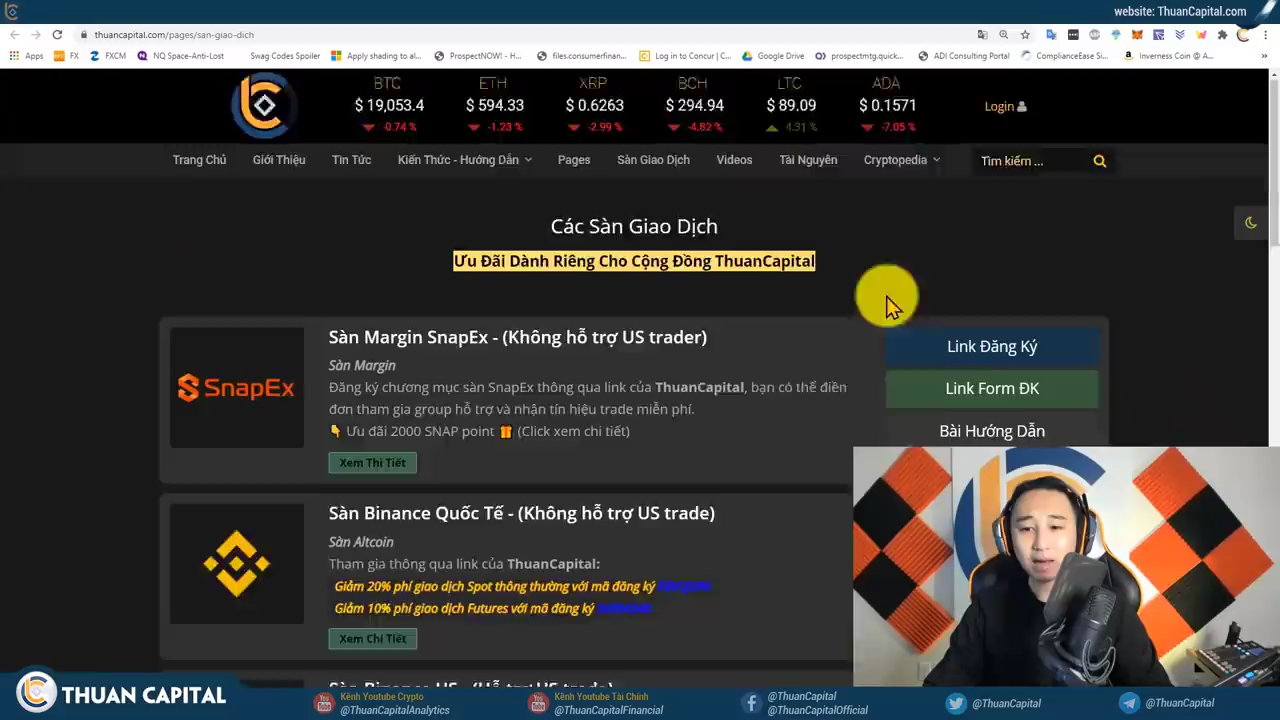 website: ThuanCapital.com
thuancapital.com/pages/san-giao-dich
Apps FX FXCM NQ Space-Anti-Lost Swag Codes Spoiler Apply shading to al... ProspectNOW! - Ho... files.consumerfinan... Log in to Concur | C... Google Drive prospectmtg.quick... ADI Consulting Portal ComplianceEase Si... Inverness Coin @ A...
BTC ETH XRP BCH LTC ADA
$ 19,053.4 $ 594.33 $ 0.6263 $ 294.94 $ 89.09 $ 0.1571
-0.74 % -1.23 % -2.99 % -4.82 % 4.31 % -7.05 %
Login
Trang Chủ Giới Thiệu Tin Tức Kiến Thức - Hướng Dẫn Pages Sàn Giao Dịch Videos Tài Nguyên Cryptopedia Tìm kiếm ...
Các Sàn Giao Dịch
Ưu Đãi Dành Riêng Cho Cộng Đồng ThuanCapital
SnapEx
Sàn Margin SnapEx - (Không hỗ trợ US trader)
Sàn Margin
Đăng ký chương mục sàn SnapEx thông qua link của ThuanCapital, bạn có thể điền
đơn tham gia group hỗ trợ và nhận tín hiệu trade miễn phí.
👇 Ưu đãi 2000 SNAP point 🎁 (Click xem chi tiết)
Xem Thi Tiết
Link Đăng Ký
Link Form ĐK
Bài Hướng Dẫn
Sàn Binance Quốc Tế - (Không hỗ trợ US trade)
Sàn Altcoin
Tham gia thông qua link của ThuanCapital:
Giảm 20% phí giao dịch Spot thông thường với mã đăng ký
Giảm 10% phí giao dịch Futures với mã đăng ký
Xem Chi Tiết
Sàn Binance US - (Hỗ trợ US trade)
THUAN CAPITAL
Kênh Youtube Crypto
@ThuanCapitalAnalytics
Kênh Youtube Tài Chính
@ThuanCapitalFinancial
@ThuanCapital
@ThuanCapitalOfficial
@ThuanCapital
@ThuanCapital